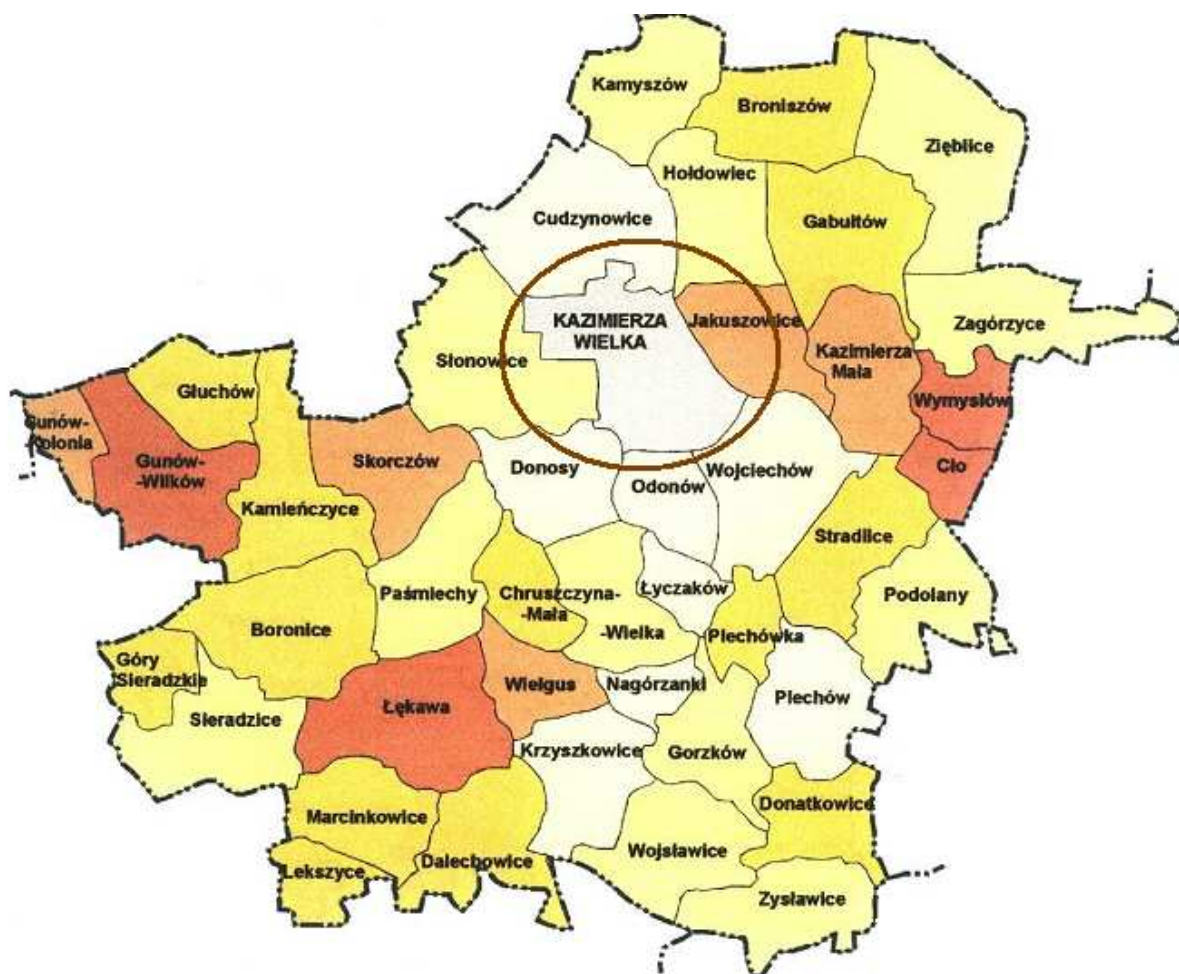 Kamyszów
Broniszów
Zięblice
Hołdowiec
Cudzynowice
Gabułtów
KAZIMIERZA
WIELKA
Jakuszowice
Zagórzyce
Słonowice
Kazimierza
Mała
Głuchów
Wymysłów
Gunów-
-Kolonia
Gunów-
-Wilków
Skorczów
Donosy
Wojciechów
Cło
Odonów
Kamieńczyce
Stradlice
Paśmiechy
Chruszczyna-
-Mała
Łyczaków
Podolany
-Wielka
Boronice
Plechówka
Góry
Sieradzkie
Wielgus
Nagórzanki
Plechów
Sieradzice
Łękawa
Krzyszkowice
Gorzków
Donatkowice
Marcinkowice
Wojsławice
Dalechowice
Lekszyce
Zysławice